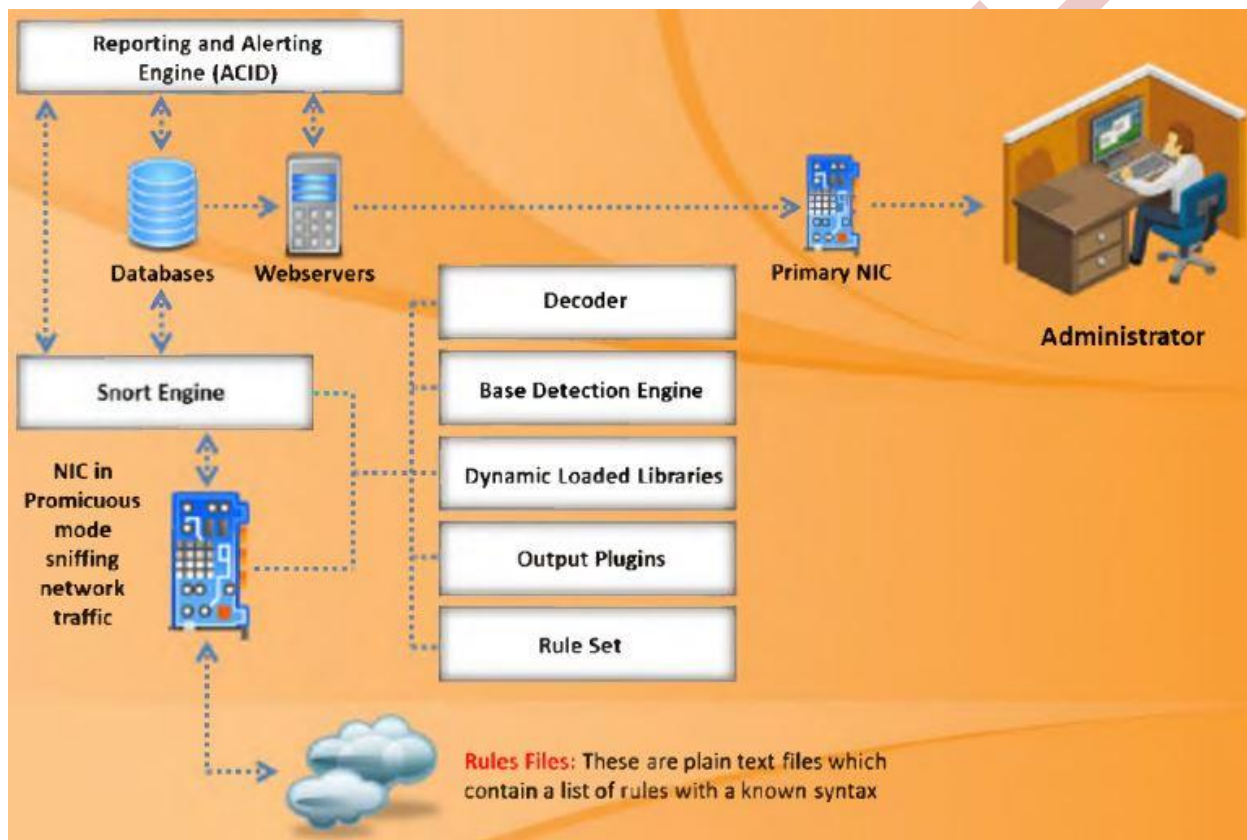 Reporting and Alerting
Engine (ACID)
Databases
Webservers
Primary NIC
Administrator
Decoder
Snort Engine
Base Detection Engine
NIC in
Promicuous
mode
sniffing
network
traffic
Dynamic Loaded Libraries
Output Plugins
Rule Set
Rules Files: These are plain text files which
contain a list of rules with a known syntax